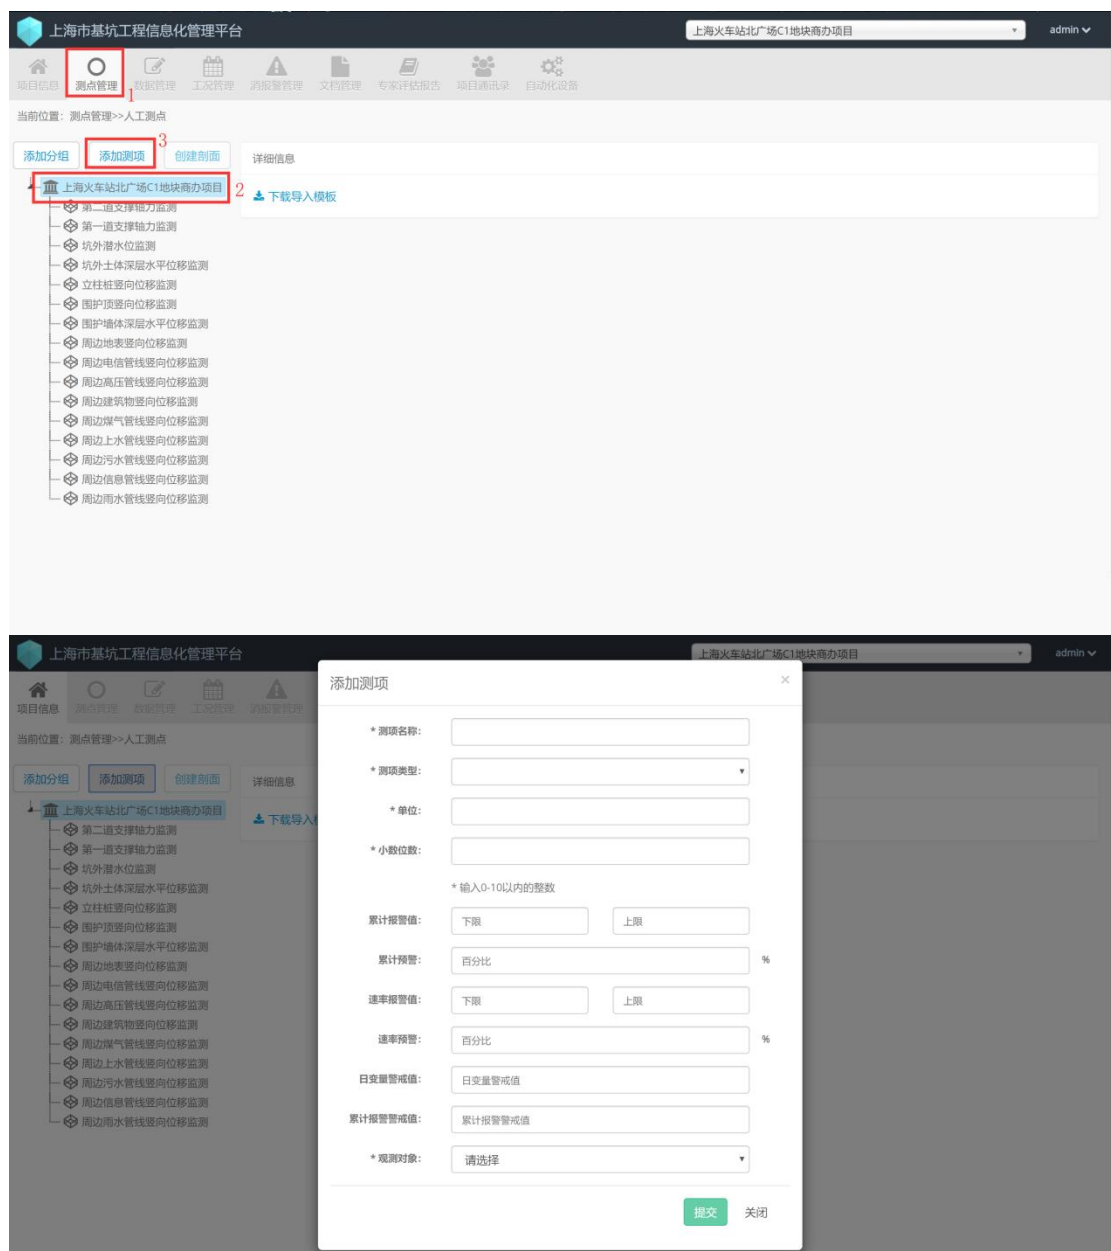 上海市基坑工程信息化管理平台
上海火车站北广场C1地块商办项目
admin
项目信息 测点管理 数据管理 工况管理 消报警管理 文档管理 专家评估报告 项目通讯录 自动化设备
1
当前位置：测点管理>>人工测点
3
添加分组 添加测项 创建剖面 详细信息
上海火车站北广场C1地块商办项目 2 下载导入模板
第二道支撑轴力监测
第一道支撑轴力监测
坑外潜水位监测
坑外土体深层水平位移监测
立柱桩竖向位移监测
围护顶竖向位移监测
围护墙体深层水平位移监测
周边地表竖向位移监测
周边电信管线竖向位移监测
周边高压管线竖向位移监测
周边建筑物竖向位移监测
周边煤气管线竖向位移监测
周边上水管线竖向位移监测
周边污水管线竖向位移监测
周边信息管线竖向位移监测
周边雨水管线竖向位移监测
上海市基坑工程信息化管理平台
上海火车站北广场C1地块商办项目
admin
项目信息 测点管理 数据管理 工况管理 消报警管理
当前位置：测点管理>>人工测点
添加分组 添加测项 创建剖面 详细信息
上海火车站北广场C1地块商办项目 下载导入
第二道支撑轴力监测
第一道支撑轴力监测
坑外潜水位监测
坑外土体深层水平位移监测
立柱桩竖向位移监测
围护顶竖向位移监测
围护墙体深层水平位移监测
周边地表竖向位移监测
周边电信管线竖向位移监测
周边高压管线竖向位移监测
周边建筑物竖向位移监测
周边煤气管线竖向位移监测
周边上水管线竖向位移监测
周边污水管线竖向位移监测
周边信息管线竖向位移监测
周边雨水管线竖向位移监测
添加测项 ×
* 测项名称：
* 测项类型：
* 单位：
* 小数位数：
* 输入0-10以内的整数
累计报警值： 下限 上限
累计预警： 百分比 %
速率报警值： 下限 上限
速率预警： 百分比 %
日变量警戒值： 日变量警戒值
累计报警警戒值： 累计报警警戒值
* 观测对象： 请选择
提交 关闭